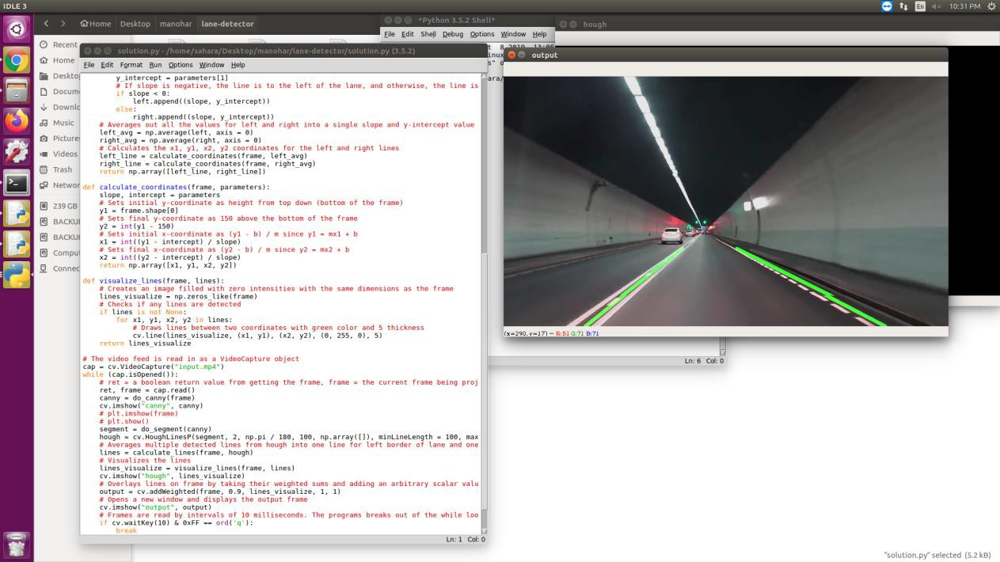 IDLE 3
En
10:31 PM
Home
Desktop
manohar
lane-detector
*Python 3.5.2 Shell*
hough
File Edit Shell Debug Options Window Help
Recent
Home
Music
Videos
Trash
239 GB
solution.py - /home/sahara/Desktop/manohar/lane-detector/solution.py (3.5.2)
File Edit Format Run Options Window Help
y_intercept = parameters[1]
# If slope is negative, the line is to the left of the lane, and otherwise, the line is
if slope < 0:
left.append((slope, y_intercept))
else:
right.append((slope, y_intercept))
# Averages out all the values for left and right into a single slope and y-intercept value
left_avg = np.average(left, axis = 0)
right_avg = np.average(right, axis = 0)
# Calculates the x1, y1, x2, y2 coordinates for the left and right lines
left_line = calculate_coordinates(frame, left_avg)
right_line = calculate_coordinates(frame, right_avg)
return np.array([left_line, right_line])
def calculate_coordinates(frame, parameters):
slope, intercept = parameters
# Sets initial y-coordinate as height from top down (bottom of the frame)
y1 = frame.shape[0]
# Sets final y-coordinate as 150 above the bottom of the frame
y2 = int(y1 - 150)
# Sets initial x-coordinate as (y1 - b) / m since y1 = mx1 + b
x1 = int((y1 - intercept) / slope)
# Sets final x-coordinate as (y2 - b) / m since y2 = mx2 + b
x2 = int((y2 - intercept) / slope)
return np.array([x1, y1, x2, y2])
def visualize_lines(frame, lines):
# Creates an image filled with zero intensities with the same dimensions as the frame
lines_visualize = np.zeros_like(frame)
# Checks if any lines are detected
if lines is not None:
for x1, y1, x2, y2 in lines:
# Draws lines between two coordinates with green color and 5 thickness
cv.line(lines_visualize, (x1, y1), (x2, y2), (0, 255, 0), 5)
return lines_visualize
# The video feed is read in as a VideoCapture object
cap = cv.VideoCapture("input.mp4")
while (cap.isOpened()):
# ret = a boolean return value from getting the frame, frame = the current frame being proj
ret, frame = cap.read()
canny = do_canny(frame)
cv.imshow("canny", canny)
# plt.imshow(frame)
# plt.show()
segment = do_segment(canny)
hough = cv.HoughLinesP(segment, 2, np.pi / 180, 100, np.array([]), minLineLength = 100, max
# Averages multiple detected lines from hough into one line for left border of lane and one
lines = calculate_lines(frame, hough)
# Visualizes the lines
lines_visualize = visualize_lines(frame, lines)
cv.imshow("hough", lines_visualize)
# Overlays lines on frame by taking their weighted sums and adding an arbitrary scalar valu
output = cv.addWeighted(frame, 0.9, lines_visualize, 1, 1)
# Opens a new window and displays the output frame
cv.imshow("output", output)
# Frames are read by intervals of 10 milliseconds. The programs breaks out of the while loo
if cv.waitKey(10) & 0xFF == ord('q'):
break
Ln: 1 Col: 0
output
(x=290, y=17) ~ R:51 G:71 B:71
Ln: 6 Col: 0
"solution.py" selected (5.2 kB)